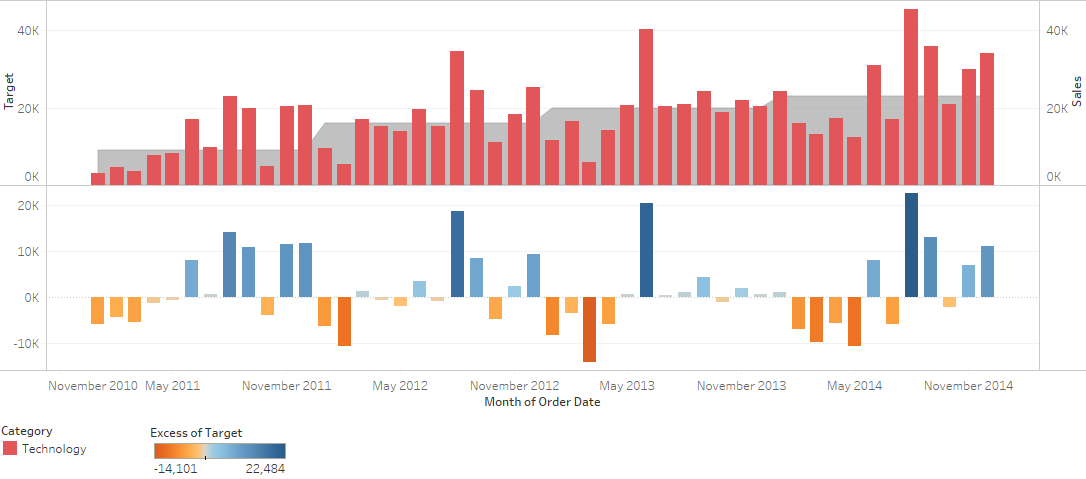 40K
20K
0K
Target
40K
20K
0K
Sales
20K
10K
0K
-10K
November 2010 May 2011 November 2011 May 2012 November 2012 May 2013 November 2013 May 2014 November 2014
Month of Order Date
Category
Technology
Excess of Target
-14,101 22,484